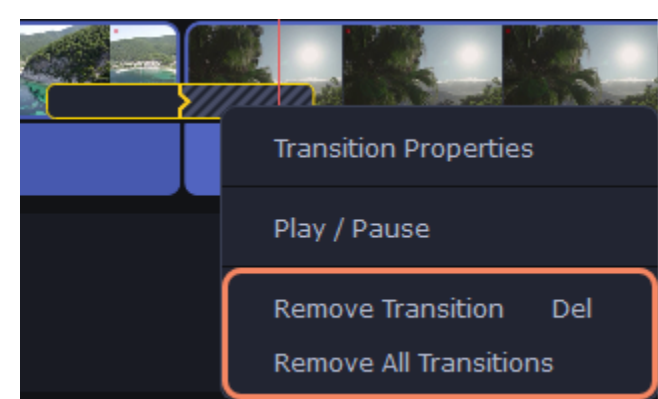 Transition Properties
Play / Pause
Remove Transition Del
Remove All Transitions